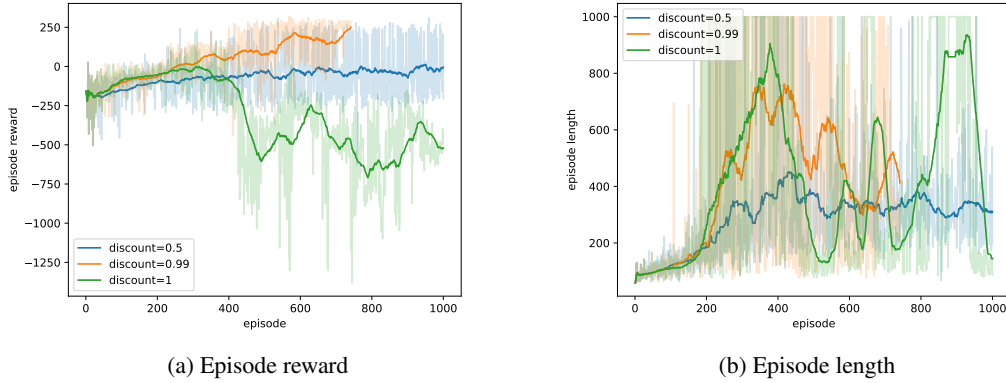 250
0
−250
−500
−750
−1000
−1250
episode reward
discount=0.5
discount=0.99
discount=1
0
200
400
600
800
1000
episode
(a) Episode reward
1000
800
600
400
200
episode length
discount=0.5
discount=0.99
discount=1
0
200
400
600
800
1000
episode
(b) Episode length